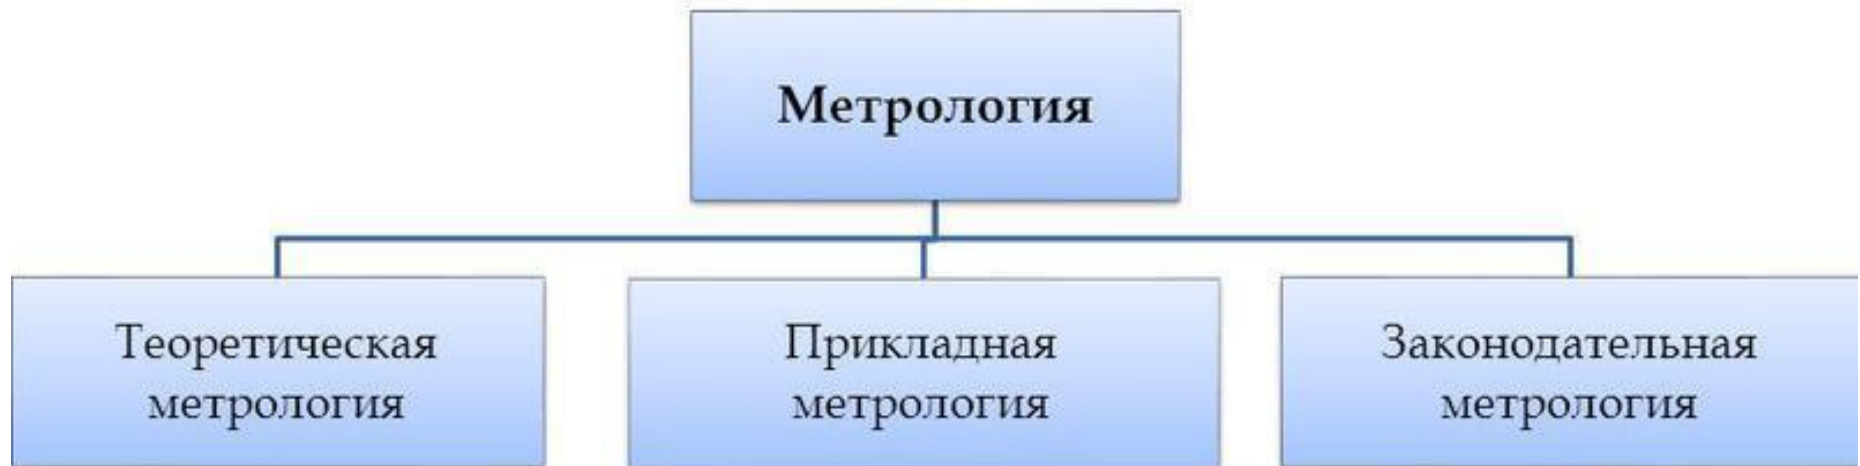 Метрология
Теоретическая
метрология
Прикладная
метрология
Законодательная
метрология